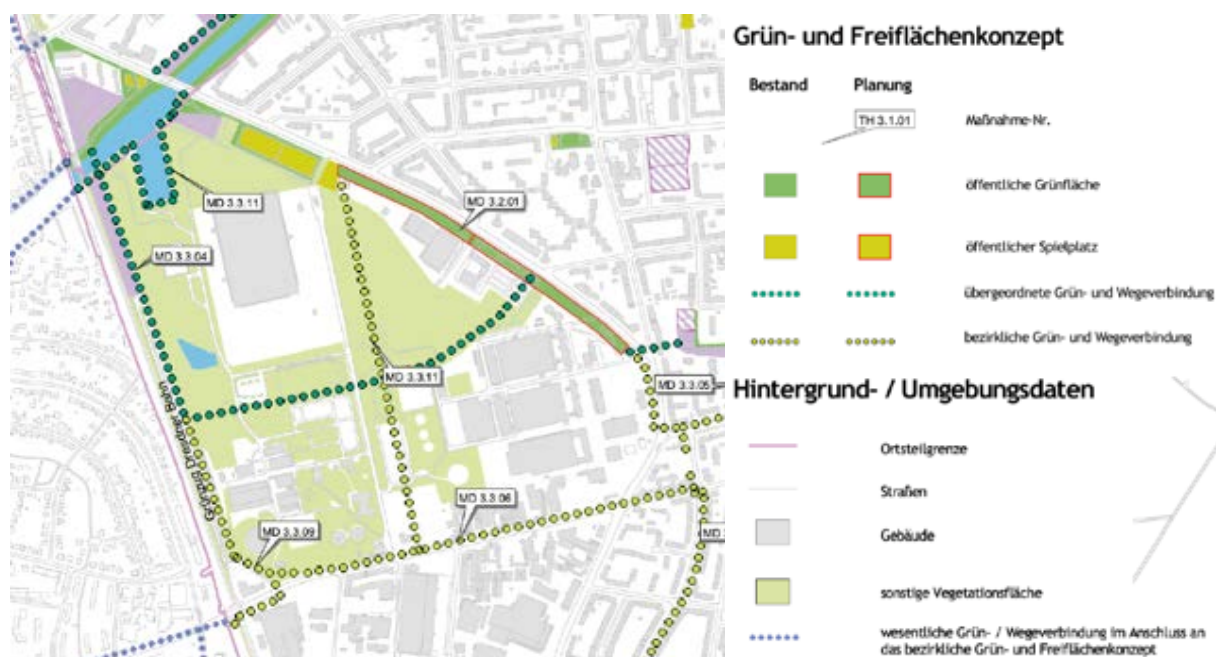 MD 3.3.11
MD 3.2.01
MD 3.3.04
MD 3.3.11
MD 3.3.05
Grünzug Dresdner Bahn
MD 3.3.06
MD 3.3.09
MD
Grün- und Freiflächenkonzept
Bestand Planung
TH 3.1.01 Maßnahme-Nr.
öffentliche Grünfläche
öffentlicher Spielplatz
übergeordnete Grün- und Wegeverbindung
bezirkliche Grün- und Wegeverbindung
Hintergrund- / Umgebungsdaten
Ortsteilgrenze
Straßen
Gebäude
sonstige Vegetationsfläche
wesentliche Grün- / Wegeverbindung im Anschluss an
das bezirkliche Grün- und Freiflächenkonzept